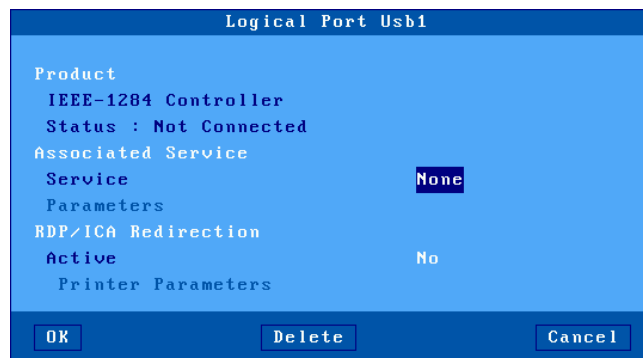 Logical Port Usb1
Product
IEEE-1284 Controller
Status : Not Connected
Associated Service
Service None
Parameters
RDP/ICA Redirection
Active No
Printer Parameters
OK Delete Cancel